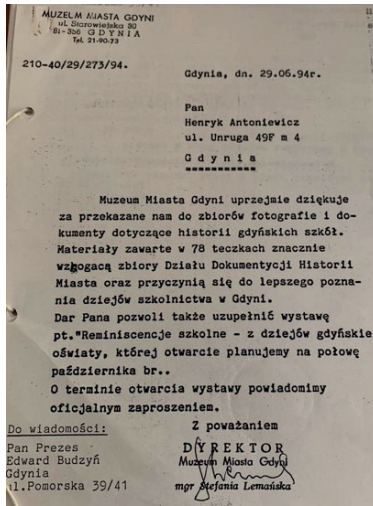 MUZEUM MIASTA GDYNI
ul. Starowiejska 30
81-356 GDYNIA
Tel. 21-90-73
210-40/29/273/94.
Gdynia, dn. 29.06.94r.
Pan
Henryk Antoniewicz
ul. Unruga 49F m 4
Gdynia
Muzeum Miasta Gdyni uprzejmie dziękuje
za przekazane nam do zbiorów fotografie i do-
kumenty dotyczące historii gdyńskich szkół.
Materiały zawarte w 78 teczkach znacznie
wzbogacą zbiory Działu Dokumentycji Historii
Miasta oraz przyczynią się do lepszego pozna-
nia dziejów szkolnictwa w Gdyni.
Dar Pana pozwoli także uzupełnić wystawę
pt."Reminiscencje szkolne - z dziejów gdyńskie
oświaty, której otwarcie planujemy na połowę
października br..
O terminie otwarcia wystawy powiadomimy
oficjalnym zaproszeniem.
Z poważaniem
Do wiadomości:
Pan Prezes
Edward Budzyń
Gdynia
ul.Pomorska 39/41
DYREKTOR
Muzeum Miasta Gdyni
mgr Stefania Lemańska